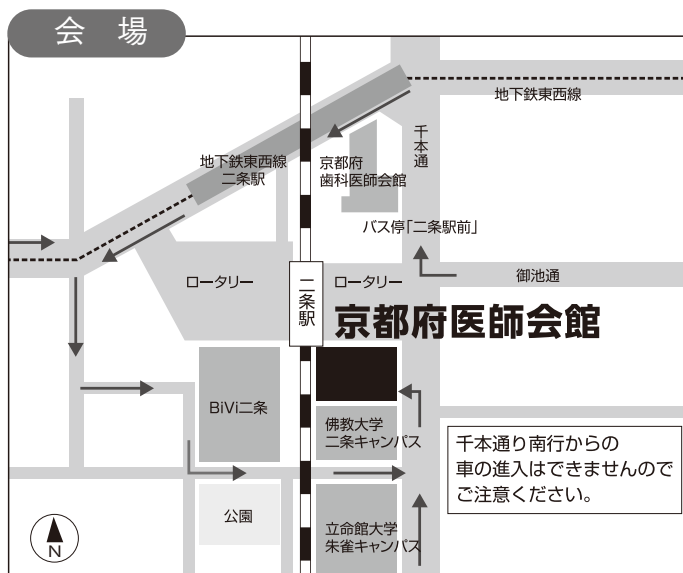 会 場
地下鉄東西線
千本通
地下鉄東西線
二条駅
京都府
歯科医師会館
バス停「二条駅前」
ロータリー
二条駅
ロータリー
御池通
京都府医師会館
BiVi二条
佛教大学
二条キャンパス
千本通り南行からの
車の進入はできませんので
ご注意ください。
公園
立命館大学
朱雀キャンパス
N